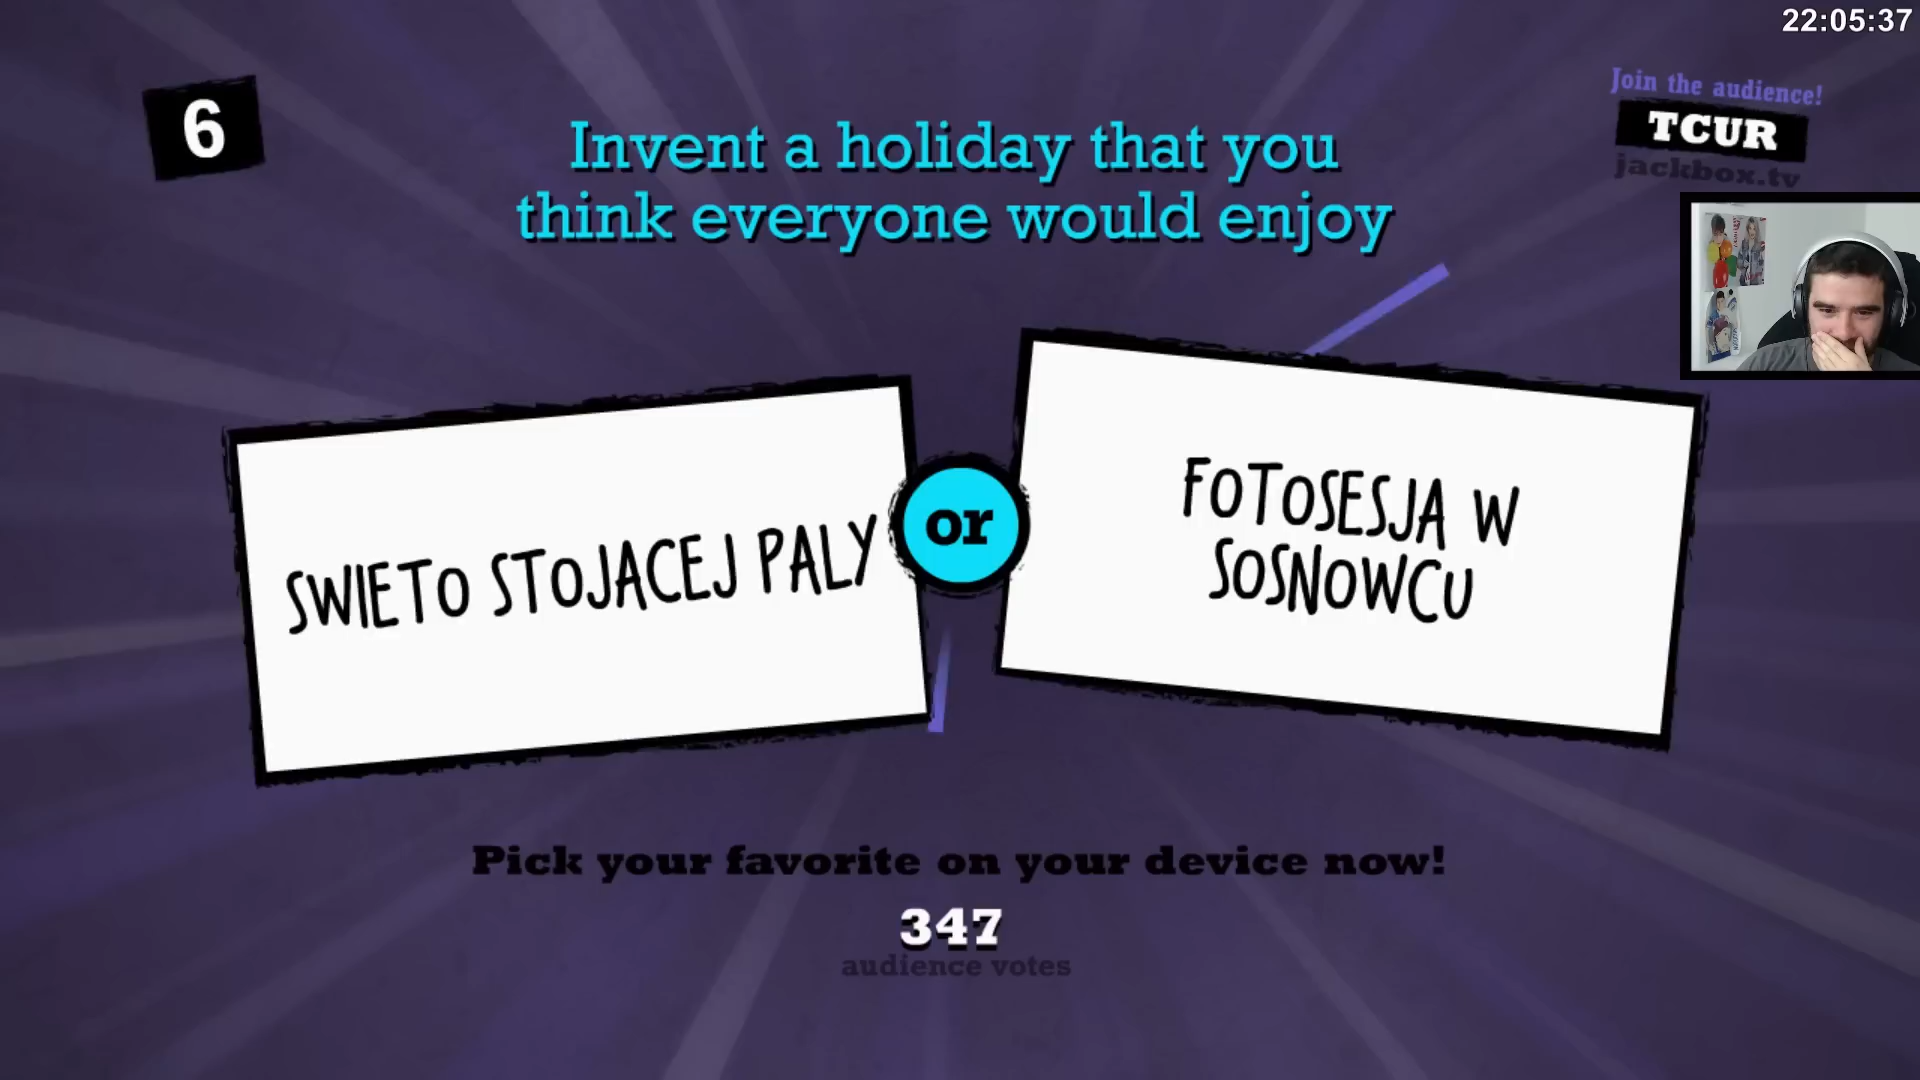 22:05:37
6
Join the audience!
TCUR
jackbox.tv
Invent a holiday that you
think everyone would enjoy
SWIETO STOJACEJ PALY
or
FOTOSESJA W
SOSNOWCU
Pick your favorite on your device now!
347
audience votes